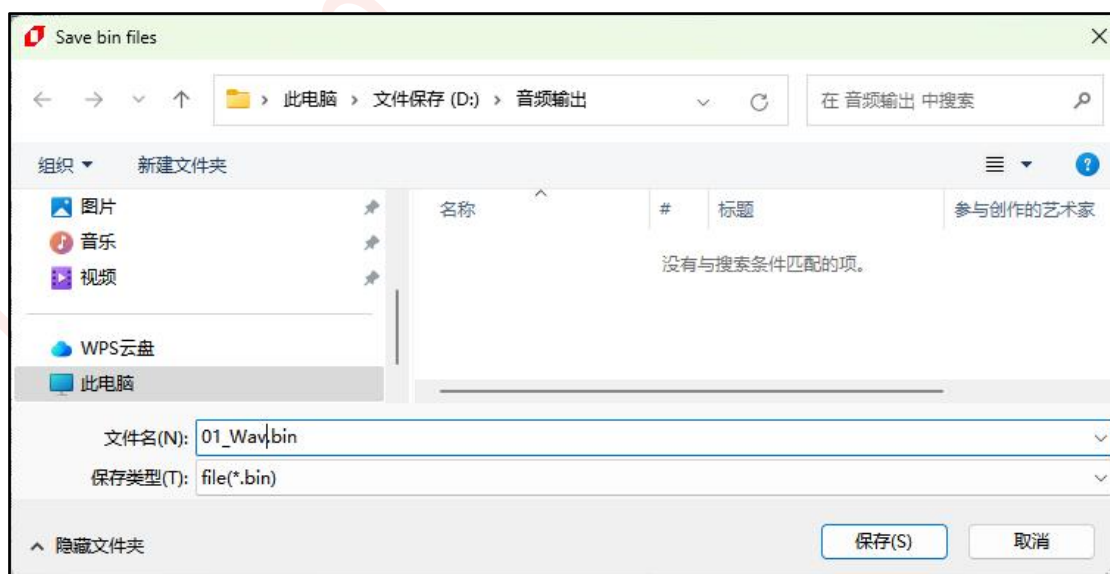 Save bin files
此电脑 > 文件保存 (D:) > 音频输出
在 音频输出 中搜索
组织 新建文件夹
图片
音乐
视频
WPS云盘
此电脑
名称 # 标题 参与创作的艺术家
没有与搜索条件匹配的项。
文件名(N): 01_Wav.bin
保存类型(T): file(*.bin)
隐藏文件夹 保存(S) 取消